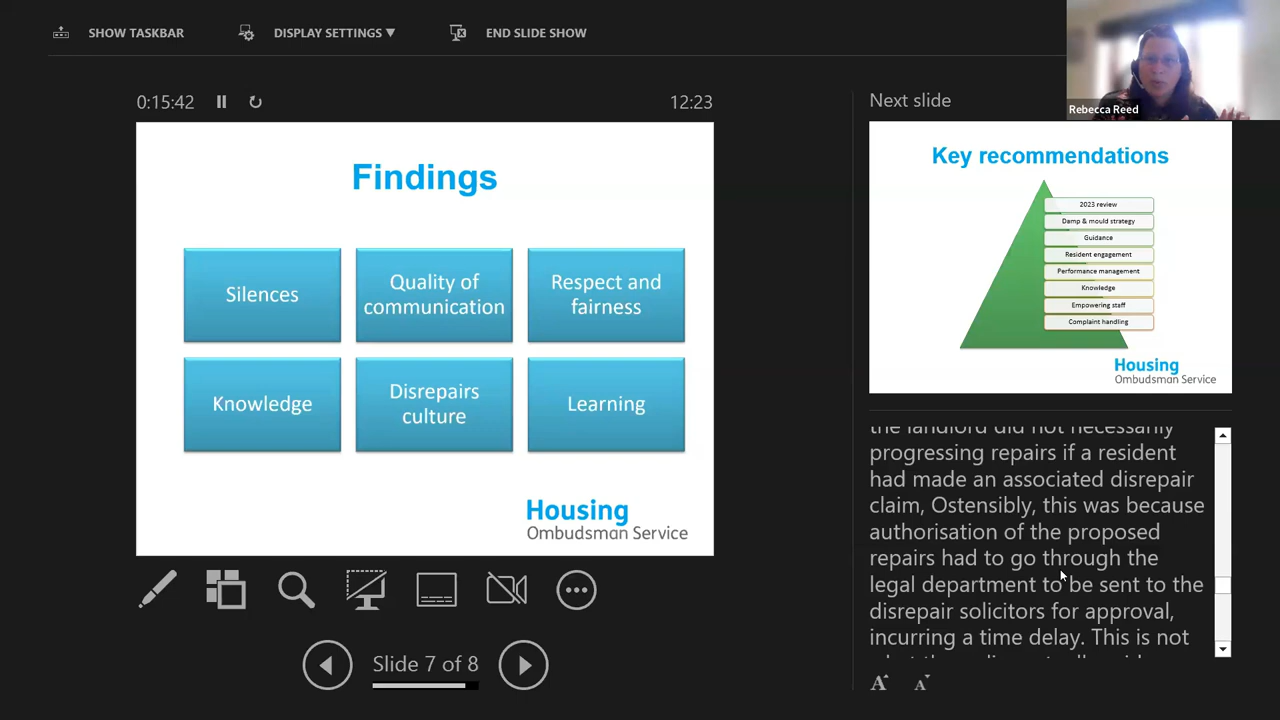 SHOW TASKBAR
DISPLAY SETTINGS ▼
END SLIDE SHOW
Rebecca Reed
0:15:42
12:23
Findings
Silences
Quality of
communication
Respect and
fairness
Knowledge
Disrepairs
culture
Learning
Housing
Ombudsman Service
Slide 7 of 8
Next slide
Key recommendations
2023 review
Damp & mould strategy
Guidance
Resident engagement
Performance management
Knowledge
Empowering staff
Complaint handling
Housing
Ombudsman Service
the landlord did not necessarily
progressing repairs if a resident
had made an associated disrepair
claim, Ostensibly, this was because
authorisation of the proposed
repairs had to go through the
legal department to be sent to the
disrepair solicitors for approval,
incurring a time delay. This is not
A A